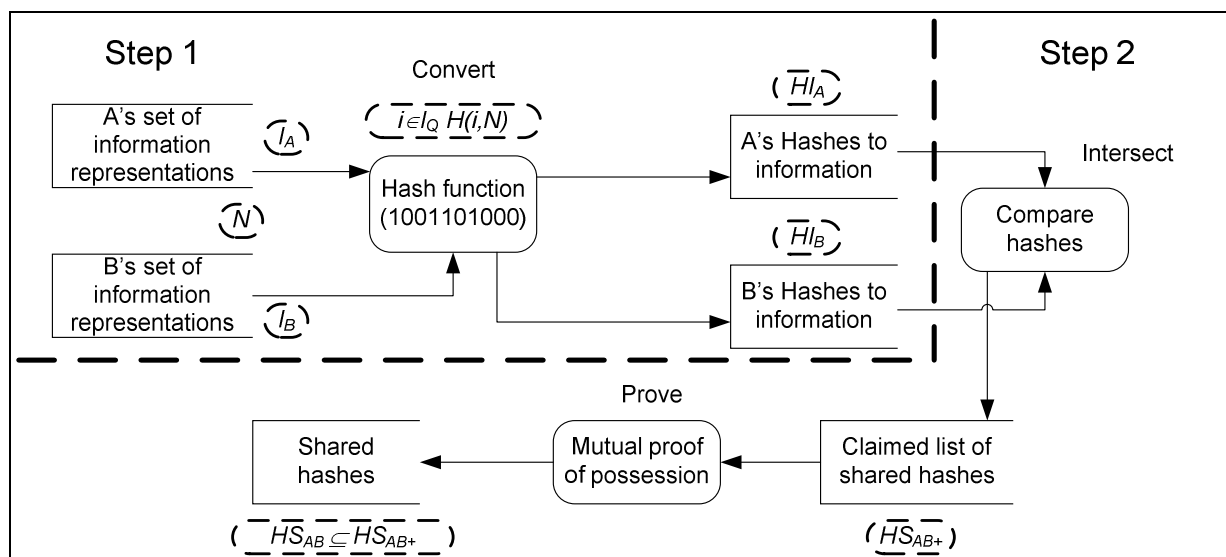 Step 1
Step 2
Convert
A's set of
information
representations
I_A
i∈I_Q H(i,N)
Hash function
(1001101000)
N
B's set of
information
representations
I_B
HI_A
A's Hashes to
information
HI_B
B's Hashes to
information
Intersect
Compare
hashes
Prove
Shared
hashes
HS_AB ⊆ HS_AB+
Mutual proof
of possession
Claimed list of
shared hashes
HS_AB+